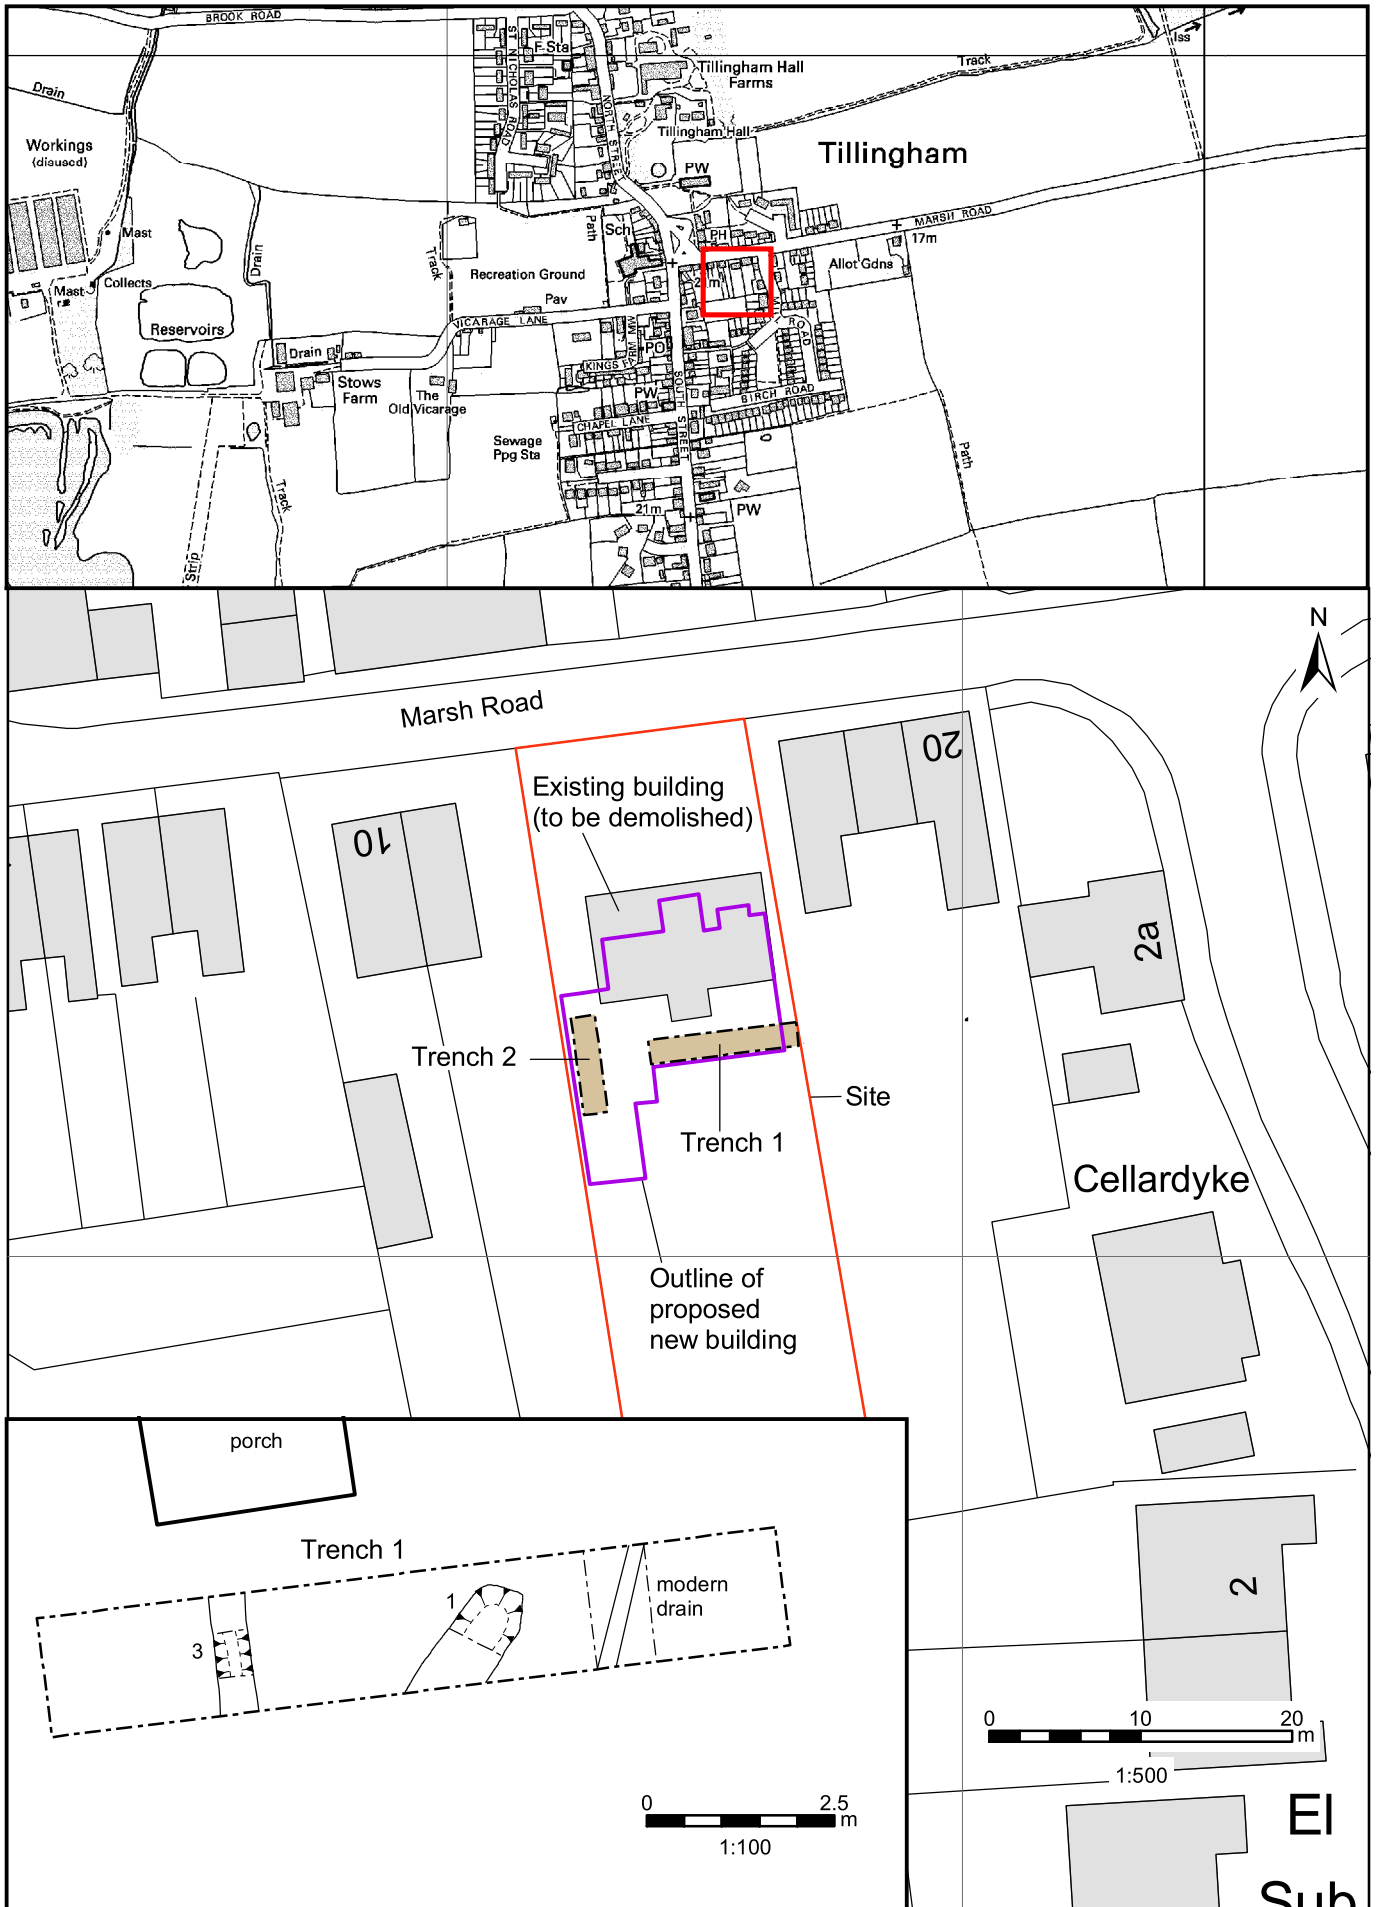 BROOK ROAD
ST NICHOLAS ROAD
F Sta
NORTH STREET
Tillingham Hall
Farms
Track
Iss
Drain
Workings
(disused)
Tillingham Hall
Tillingham
PW
Mast
Drain
Path
Sch
PH
MARSH ROAD
17m
Track
Recreation Ground
Allot Gdns
Mast
Collects
21m
Pav
Reservoirs
VICARAGE LANE
ROAD
Drain
KINGS FARM MW
PO
Stows
Farm
The
Old Vicarage
PW
SOUTH STREET
BIRCH ROAD
CHAPEL LANE
Sewage
Ppg Sta
Path
Track
21m
PW
Strip
N
Marsh Road
20
Existing building
(to be demolished)
10
2a
Trench 2
Site
Trench 1
Cellardyke
Outline of
proposed
new building
porch
Trench 1
modern
drain
1
3
2
0 10 20
m
1:500
0 2.5
m
1:100
El
Sub